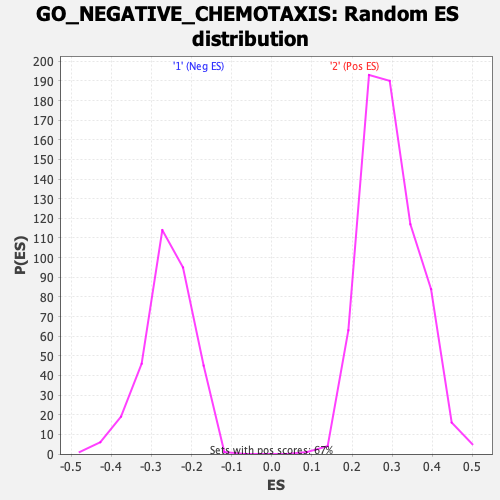 GO_NEGATIVE_CHEMOTAXIS: Random ES
distribution
'1' (Neg ES)
'2' (Pos ES)
200
190
180
170
160
150
140
130
120
110
100
90
80
70
60
50
40
30
20
10
0
P(ES)
Sets with pos scores: 67%
-0.5 -0.4 -0.3 -0.2 -0.1 0.0 0.1 0.2 0.3 0.4 0.5
ES